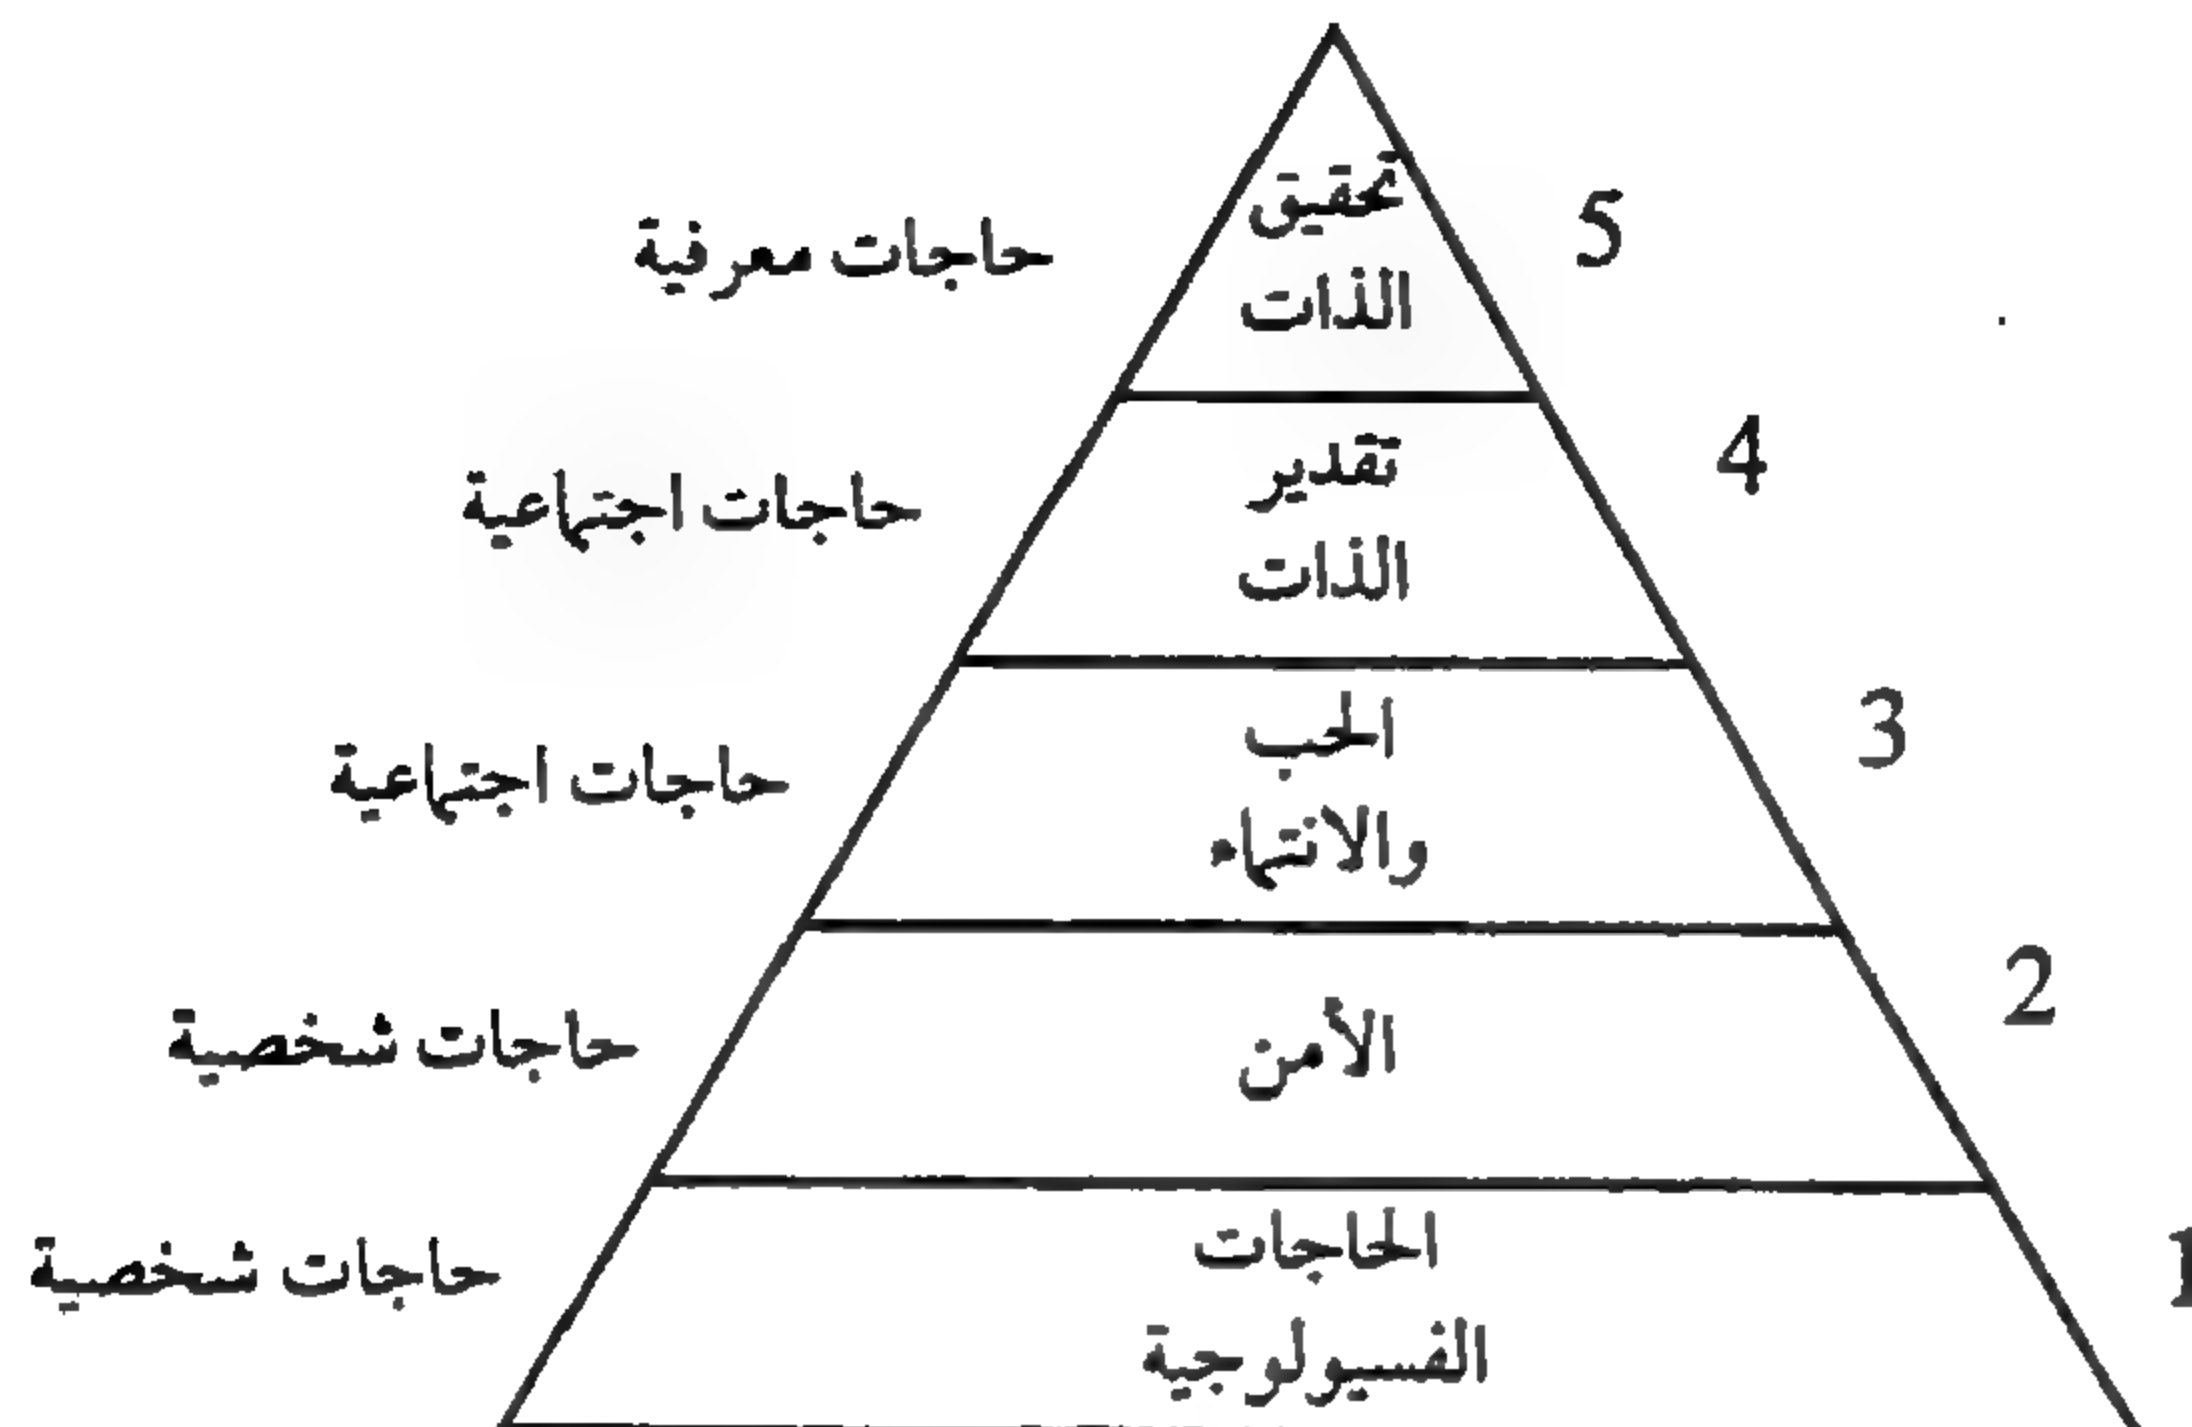 تحقيق
الذات
5
حاجات معرفية
تقدير
الذات
4
حاجات اجتماعية
الحب
والانتماء
3
حاجات اجتماعية
الأمن
2
حاجات شخصية
الحاجات
الفسيولوجية
1
حاجات شخصية